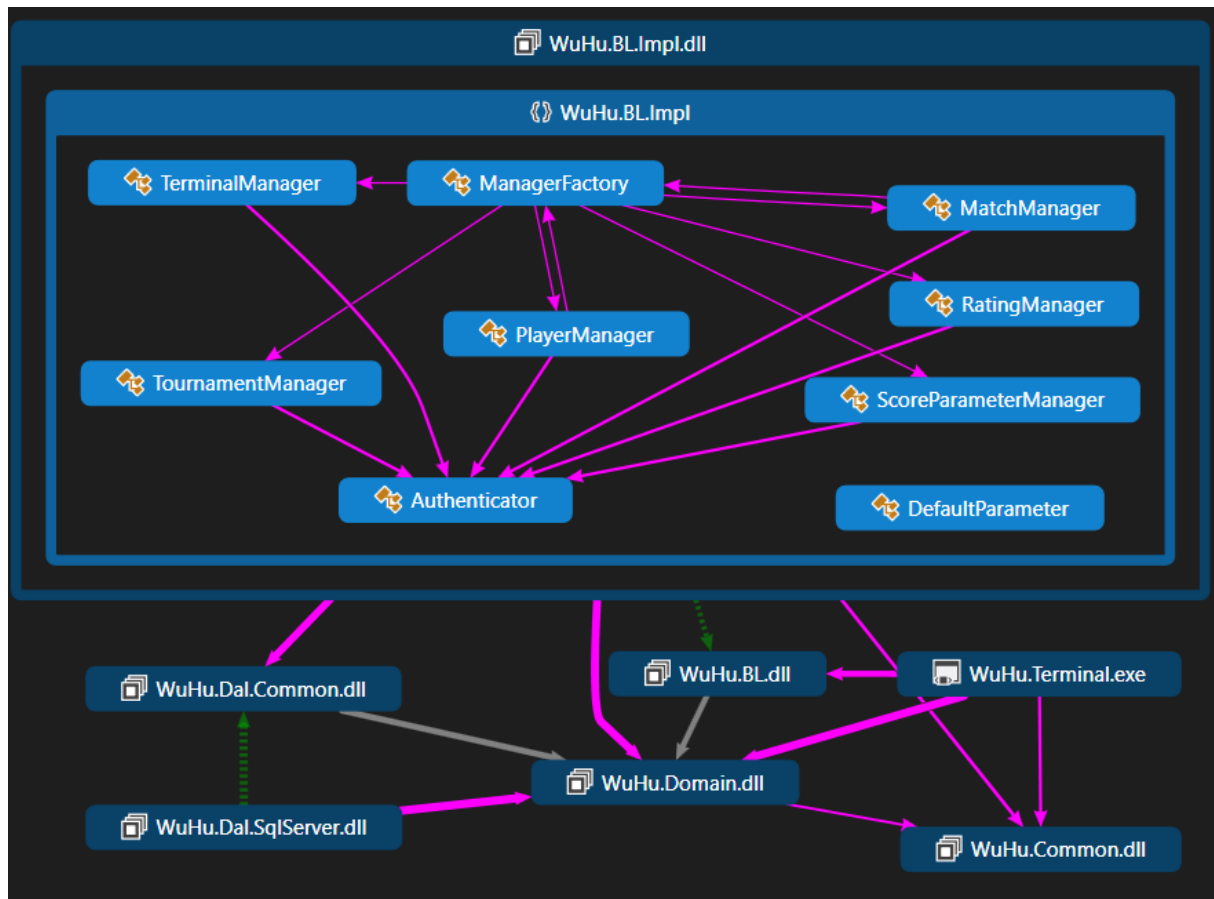 WuHu.BL.Impl.dll
WuHu.BL.Impl
TerminalManager
ManagerFactory
MatchManager
RatingManager
PlayerManager
TournamentManager
ScoreParameterManager
Authenticator
DefaultParameter
WuHu.Dal.Common.dll
WuHu.BL.dll
WuHu.Terminal.exe
WuHu.Domain.dll
WuHu.Dal.SqlServer.dll
WuHu.Common.dll